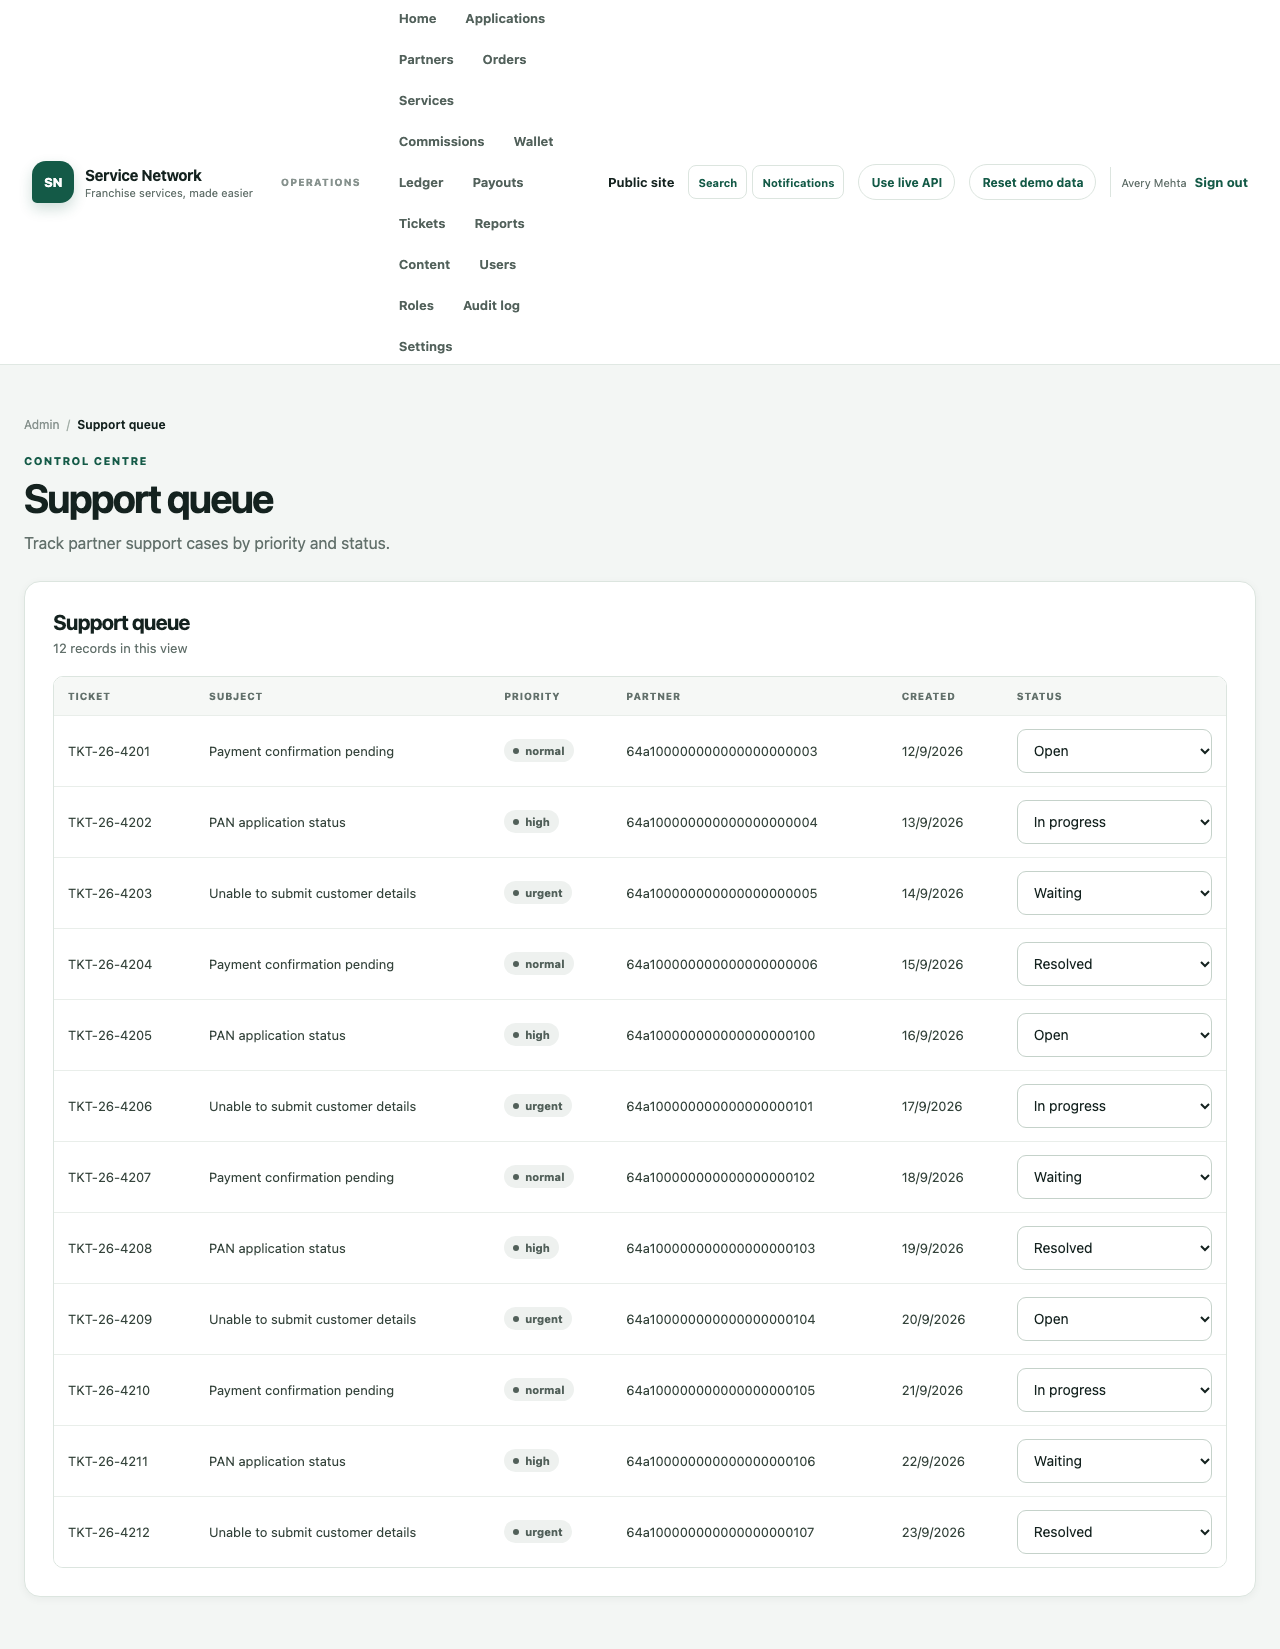 Home Applications
Partners Orders
Services
Commissions Wallet
Ledger Payouts
Tickets Reports
Content Users
Roles Audit log
Settings
SN
Service Network
Franchise services, made easier
OPERATIONS
Public site Search Notifications Use live API Reset demo data Avery Mehta Sign out
Admin / Support queue
CONTROL CENTRE
Support queue
Track partner support cases by priority and status.
Support queue
12 records in this view
TICKET SUBJECT PRIORITY PARTNER CREATED STATUS
TKT-26-4201 Payment confirmation pending normal 64a100000000000000000003 12/9/2026 Open
TKT-26-4202 PAN application status high 64a100000000000000000004 13/9/2026 In progress
TKT-26-4203 Unable to submit customer details urgent 64a100000000000000000005 14/9/2026 Waiting
TKT-26-4204 Payment confirmation pending normal 64a100000000000000000006 15/9/2026 Resolved
TKT-26-4205 PAN application status high 64a100000000000000000100 16/9/2026 Open
TKT-26-4206 Unable to submit customer details urgent 64a100000000000000000101 17/9/2026 In progress
TKT-26-4207 Payment confirmation pending normal 64a100000000000000000102 18/9/2026 Waiting
TKT-26-4208 PAN application status high 64a100000000000000000103 19/9/2026 Resolved
TKT-26-4209 Unable to submit customer details urgent 64a100000000000000000104 20/9/2026 Open
TKT-26-4210 Payment confirmation pending normal 64a100000000000000000105 21/9/2026 In progress
TKT-26-4211 PAN application status high 64a100000000000000000106 22/9/2026 Waiting
TKT-26-4212 Unable to submit customer details urgent 64a100000000000000000107 23/9/2026 Resolved